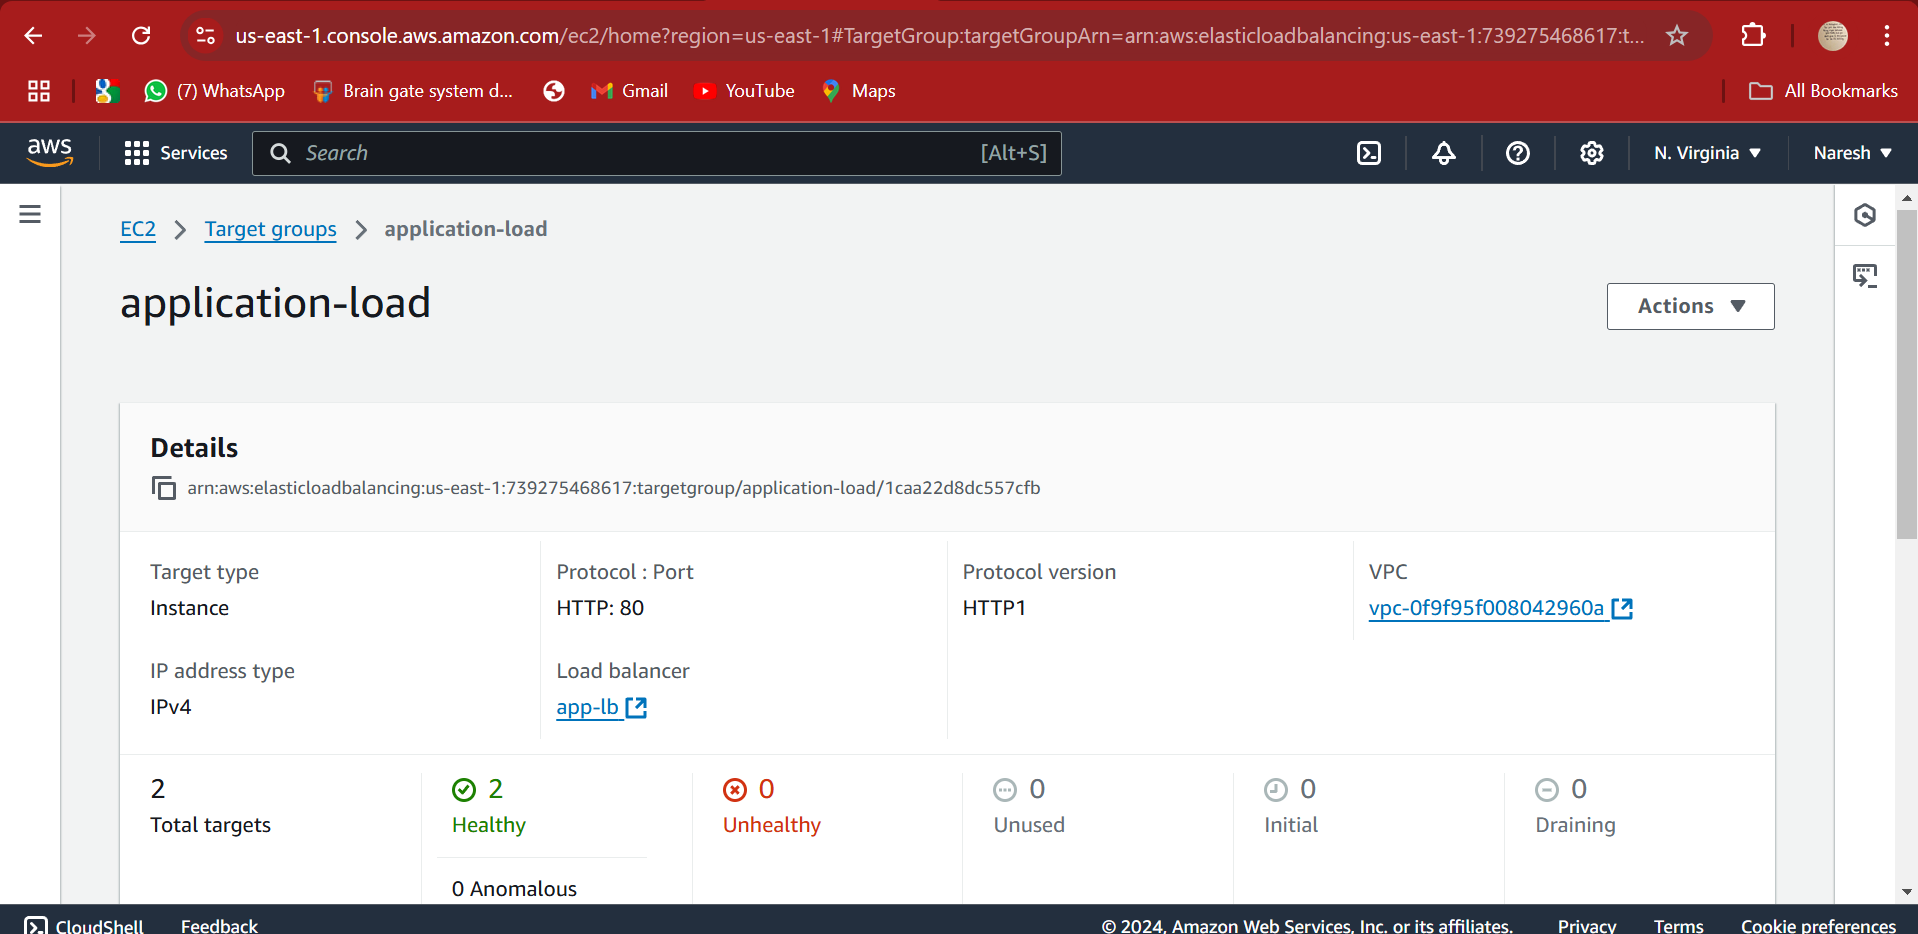 us-east-1.console.aws.amazon.com/ec2/home?region=us-east-1#TargetGroup:targetGroupArn=arn:aws:elasticloadbalancing:us-east-1:739275468617:t...
(7) WhatsApp Brain gate system d... Gmail YouTube Maps All Bookmarks
aws Services Search [Alt+S] N. Virginia Naresh
EC2 Target groups application-load
application-load
Actions
Details
arn:aws:elasticloadbalancing:us-east-1:739275468617:targetgroup/application-load/1caa22d8dc557cfb
Target type Protocol : Port Protocol version VPC
Instance HTTP: 80 HTTP1 vpc-0f9f95f008042960a
IP address type Load balancer
IPv4 app-lb
2 2 0 0 0 0
Total targets Healthy Unhealthy Unused Initial Draining
0 Anomalous
CloudShell Feedback © 2024, Amazon Web Services, Inc. or its affiliates. Privacy Terms Cookie preferences